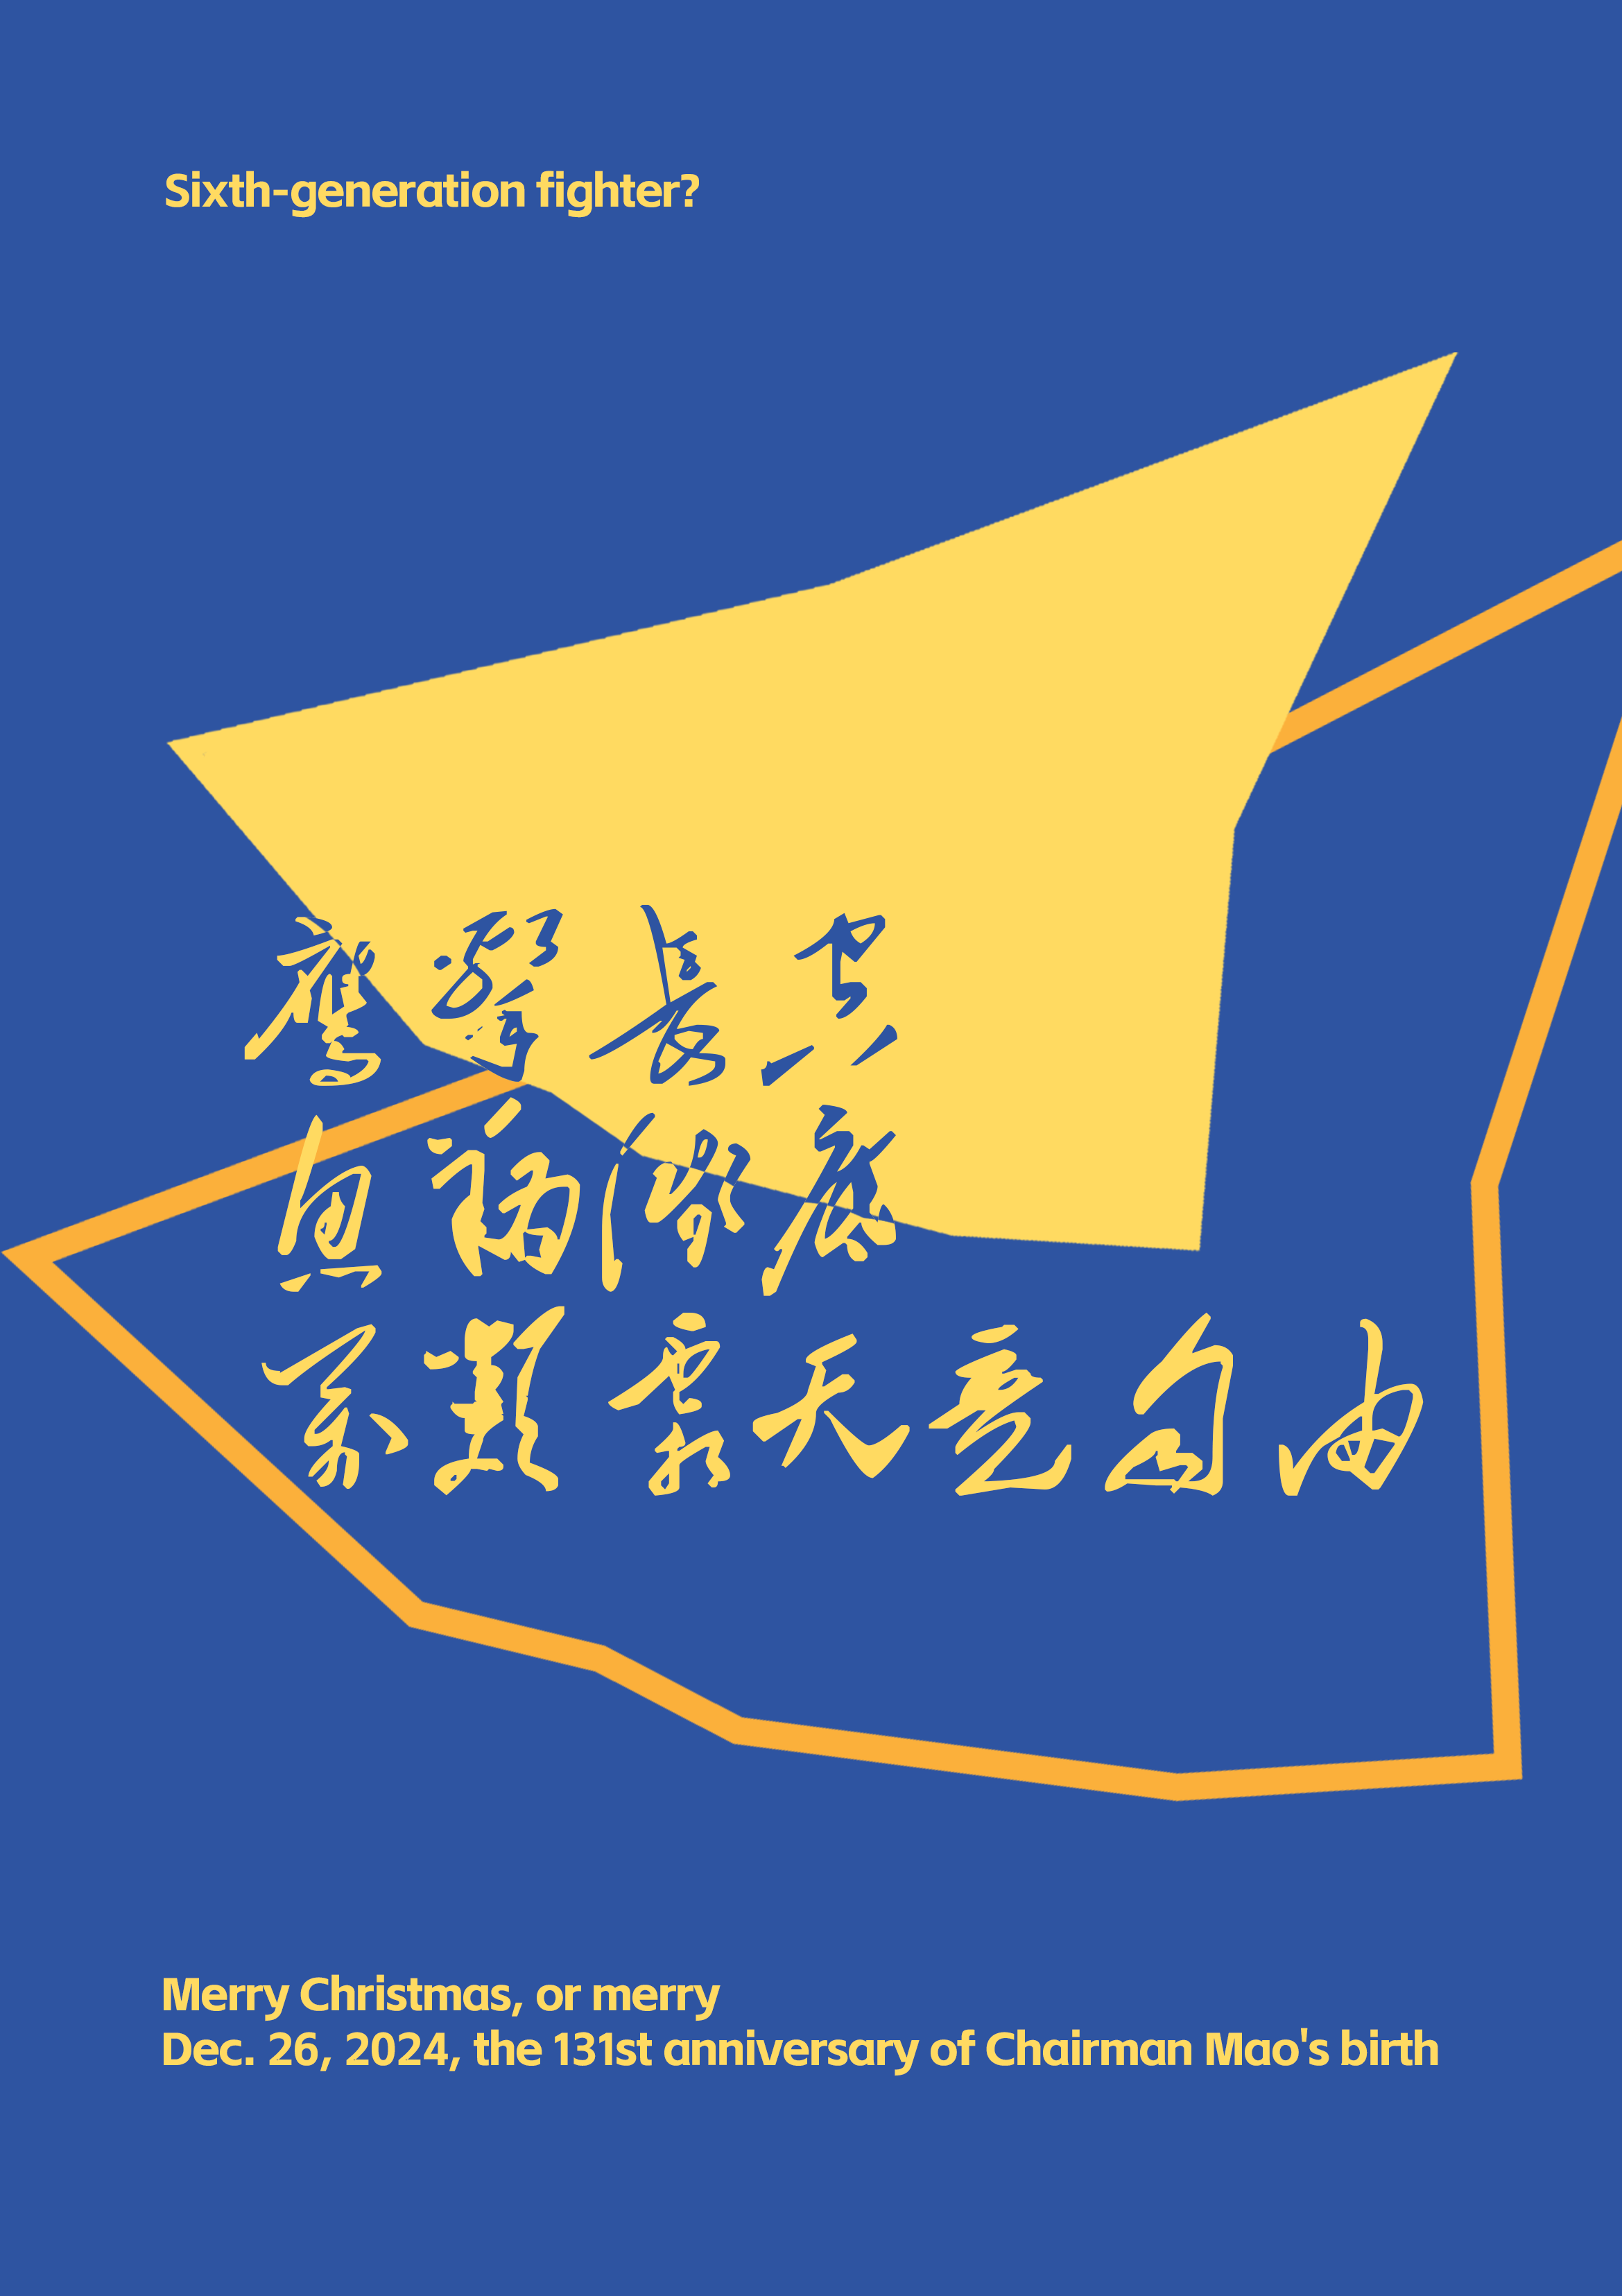 Sixth-generation fighter?
鷹擊長空
魚翔淺底
萬類霜天競自由
Merry Christmas, or merry
Dec. 26, 2024, the 131st anniversary of Chairman Mao's birth